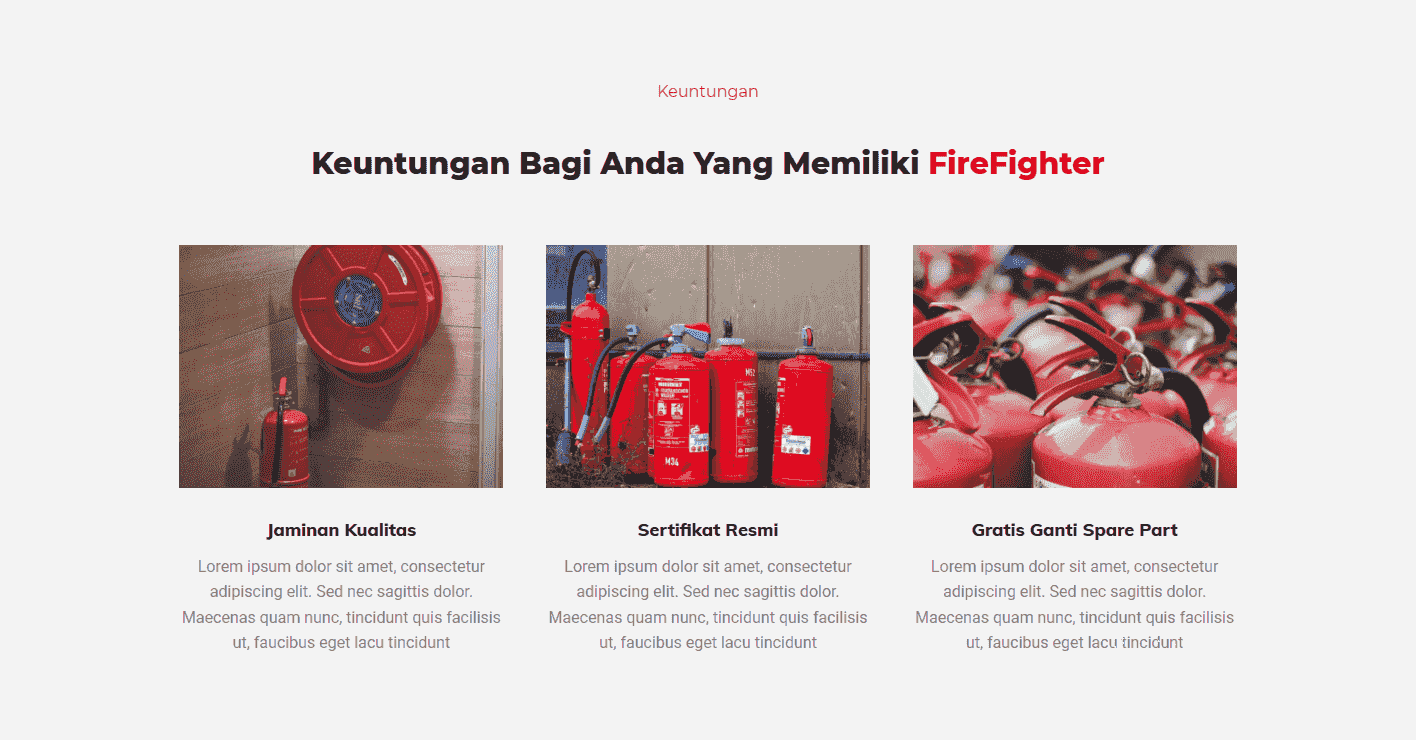 Keuntungan
Keuntungan Bagi Anda Yang Memiliki FireFighter
M34
Jaminan Kualitas
Lorem ipsum dolor sit amet, consectetur
adipiscing elit. Sed nec sagittis dolor.
Maecenas quam nunc, tincidunt quis facilisis
ut, faucibus eget lacu tincidunt
Sertifikat Resmi
Lorem ipsum dolor sit amet, consectetur
adipiscing elit. Sed nec sagittis dolor.
Maecenas quam nunc, tincidunt quis facilisis
ut, faucibus eget lacu tincidunt
Gratis Ganti Spare Part
Lorem ipsum dolor sit amet, consectetur
adipiscing elit. Sed nec sagittis dolor.
Maecenas quam nunc, tincidunt quis facilisis
ut, faucibus eget lacu tincidunt